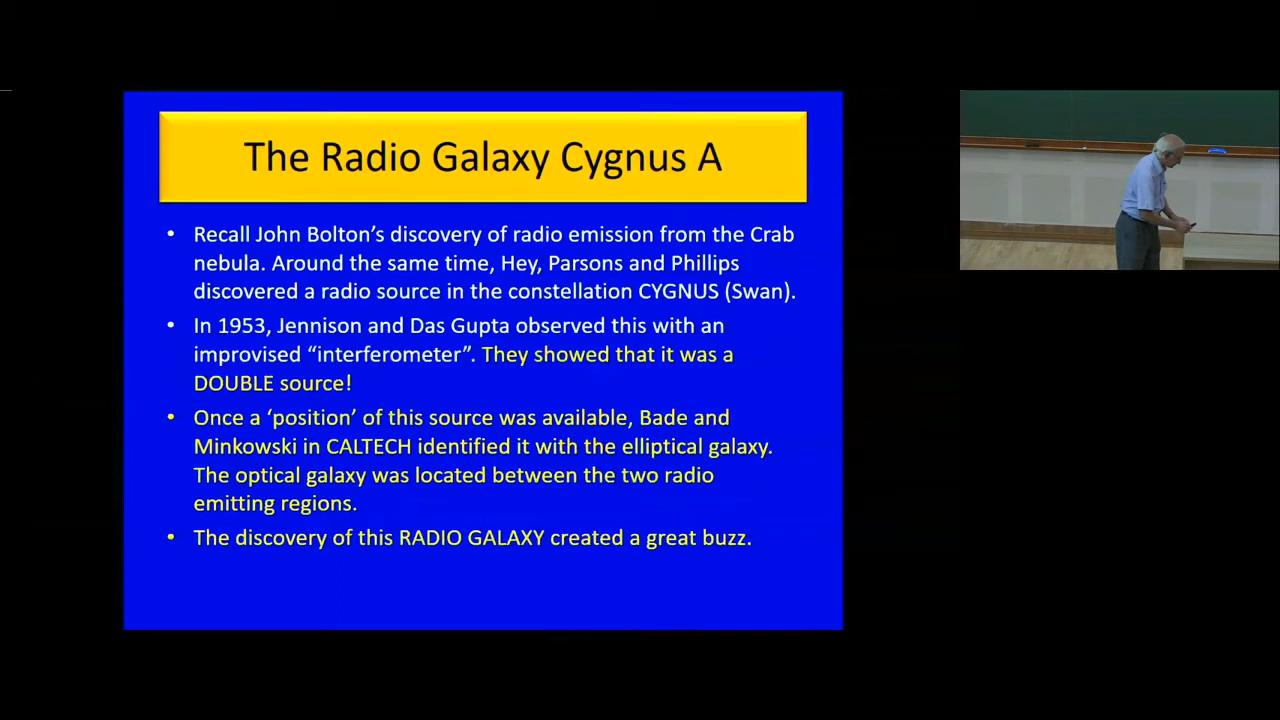 The Radio Galaxy Cygnus A
• Recall John Bolton’s discovery of radio emission from the Crab
nebula. Around the same time, Hey, Parsons and Phillips
discovered a radio source in the constellation CYGNUS (Swan).
• In 1953, Jennison and Das Gupta observed this with an
improvised “interferometer”. They showed that it was a
DOUBLE source!
• Once a ‘position’ of this source was available, Bade and
Minkowski in CALTECH identified it with the elliptical galaxy.
The optical galaxy was located between the two radio
emitting regions.
• The discovery of this RADIO GALAXY created a great buzz.